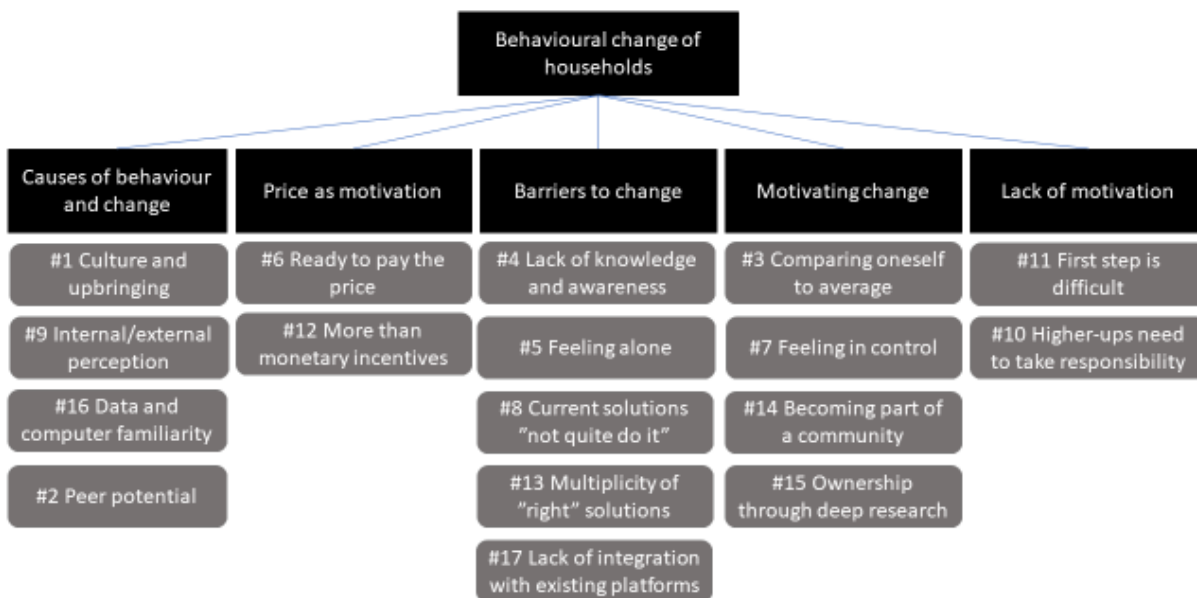 Behavioural change of
households
Causes of behaviour
and change
Price as motivation
Barriers to change
Motivating change
Lack of motivation
#1 Culture and
upbringing
#9 Internal/external
perception
#16 Data and
computer familiarity
#2 Peer potential
#6 Ready to pay the
price
#12 More than
monetary incentives
#4 Lack of knowledge
and awareness
#5 Feeling alone
#8 Current solutions
”not quite do it”
#13 Multiplicity of
”right” solutions
#17 Lack of integration
with existing platforms
#3 Comparing oneself
to average
#7 Feeling in control
#14 Becoming part of
a community
#15 Ownership
through deep research
#11 First step is
difficult
#10 Higher-ups need
to take responsibility